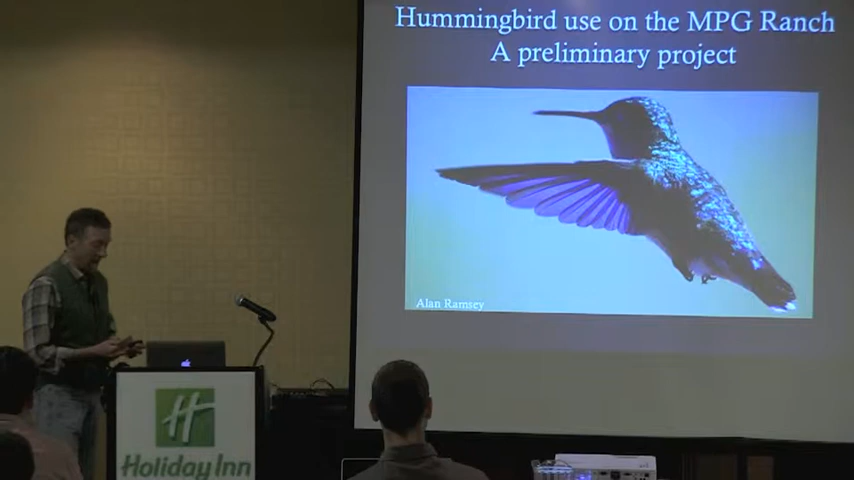 Hummingbird use on the MPG Ranch
A preliminary project
Alan Ramsey
H
Holiday Inn